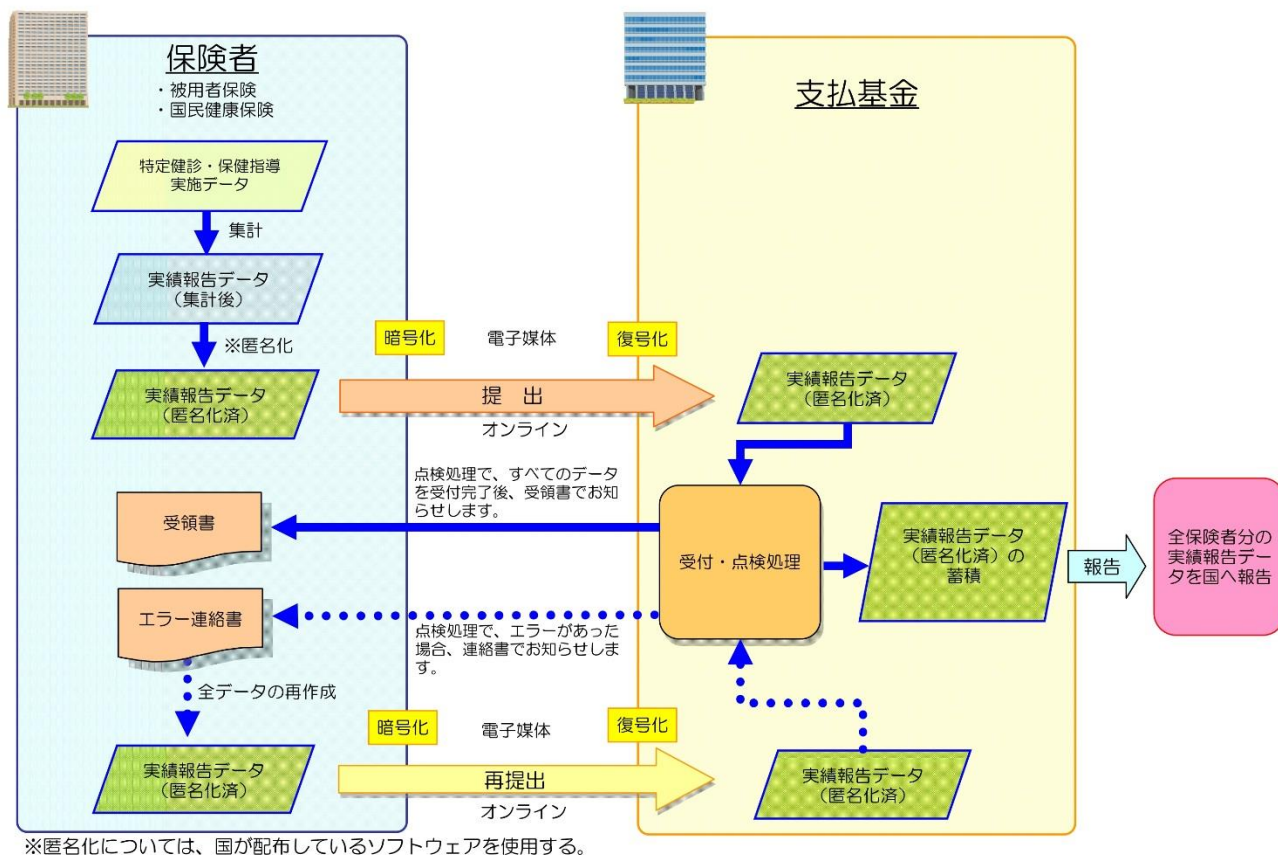 保険者
・被用者保険
・国民健康保険
特定健診・保健指導
実施データ
集計
実績報告データ
(集計後)
※匿名化
実績報告データ
(匿名化済)
暗号化
電子媒体
復号化
提 出
オンライン
支払基金
実績報告データ
(匿名化済)
点検処理で、すべてのデータ
を受付完了後、受領書でお知
らせします。
受領書
受付・点検処理
実績報告データ
(匿名化済)の
蓄積
報告
全保険者分の
実績報告デー
タを国へ報告
エラー連絡書
点検処理で、エラーがあった
場合、連絡書でお知らせしま
す。
全データの再作成
実績報告データ
(匿名化済)
暗号化
電子媒体
復号化
再提出
オンライン
実績報告データ
(匿名化済)
※匿名化については、国が配布しているソフトウェアを使用する。